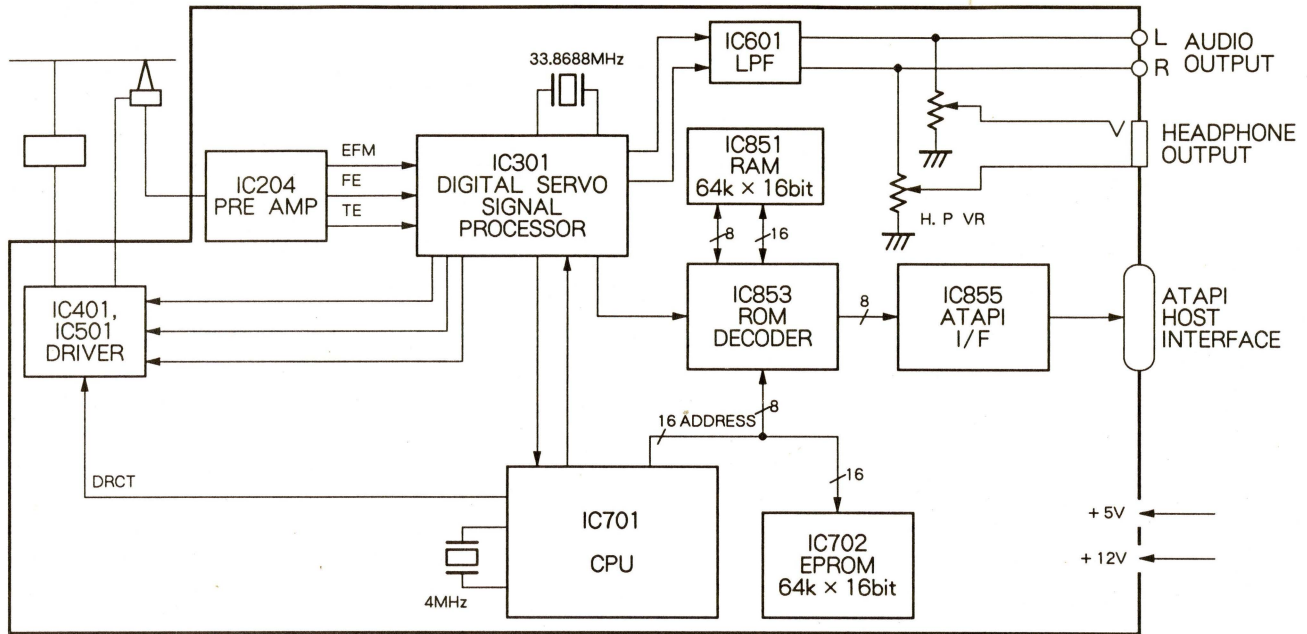 IC601
LPF
L
R
AUDIO
OUTPUT
33.8688MHz
HEADPHONE
OUTPUT
H. P VR
IC204
PRE AMP
EFM
FE
TE
IC301
DIGITAL SERVO
SIGNAL
PROCESSOR
IC851
RAM
64k × 16bit
8
16
IC401,
IC501
DRIVER
IC853
ROM
DECODER
8
IC855
ATAPI
I/F
ATAPI
HOST
INTERFACE
16 ADDRESS
8
16
DRCT
IC701
CPU
4MHz
IC702
EPROM
64k × 16bit
+5V
+12V